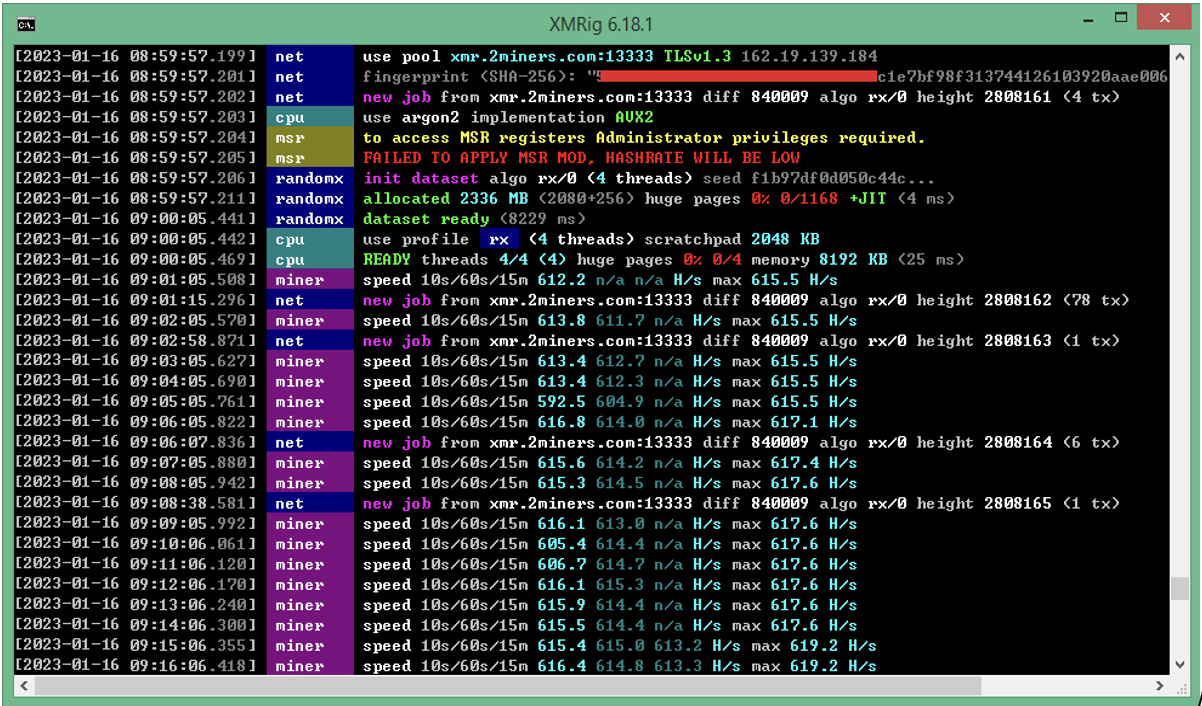 XMRig 6.18.1
[2023-01-16 08:59:57.199] net use pool xmr.2miners.com:13333 TLSv1.3 162.19.139.184
[2023-01-16 08:59:57.201] net fingerprint (SHA-256): "5 c1e7bf98f313744126103920aae006
[2023-01-16 08:59:57.202] net new job from xmr.2miners.com:13333 diff 840009 algo rx/0 height 2808161 (4 tx)
[2023-01-16 08:59:57.203] cpu use argon2 implementation AVX2
[2023-01-16 08:59:57.204] msr to access MSR registers Administrator privileges required.
[2023-01-16 08:59:57.205] msr FAILED TO APPLY MSR MOD, HASHRATE WILL BE LOW
[2023-01-16 08:59:57.206] randomx init dataset algo rx/0 (4 threads) seed f1b97df0d050c44c...
[2023-01-16 08:59:57.211] randomx allocated 2336 MB (2080+256) huge pages 0% 0/1168 +JIT (4 ms)
[2023-01-16 09:00:05.441] randomx dataset ready (8229 ms)
[2023-01-16 09:00:05.442] cpu use profile rx (4 threads) scratchpad 2048 KB
[2023-01-16 09:00:05.469] cpu READY threads 4/4 (4) huge pages 0% 0/4 memory 8192 KB (25 ms)
[2023-01-16 09:01:05.508] miner speed 10s/60s/15m 612.2 n/a n/a H/s max 615.5 H/s
[2023-01-16 09:01:15.296] net new job from xmr.2miners.com:13333 diff 840009 algo rx/0 height 2808162 (78 tx)
[2023-01-16 09:02:05.570] miner speed 10s/60s/15m 613.8 611.7 n/a H/s max 615.5 H/s
[2023-01-16 09:02:58.871] net new job from xmr.2miners.com:13333 diff 840009 algo rx/0 height 2808163 (1 tx)
[2023-01-16 09:03:05.627] miner speed 10s/60s/15m 613.4 612.7 n/a H/s max 615.5 H/s
[2023-01-16 09:04:05.690] miner speed 10s/60s/15m 613.4 612.3 n/a H/s max 615.5 H/s
[2023-01-16 09:05:05.761] miner speed 10s/60s/15m 592.5 604.9 n/a H/s max 615.5 H/s
[2023-01-16 09:06:05.822] miner speed 10s/60s/15m 616.8 614.0 n/a H/s max 617.1 H/s
[2023-01-16 09:06:07.836] net new job from xmr.2miners.com:13333 diff 840009 algo rx/0 height 2808164 (6 tx)
[2023-01-16 09:07:05.880] miner speed 10s/60s/15m 615.6 614.2 n/a H/s max 617.4 H/s
[2023-01-16 09:08:05.942] miner speed 10s/60s/15m 615.3 614.5 n/a H/s max 617.6 H/s
[2023-01-16 09:08:38.581] net new job from xmr.2miners.com:13333 diff 840009 algo rx/0 height 2808165 (1 tx)
[2023-01-16 09:09:05.992] miner speed 10s/60s/15m 616.1 613.0 n/a H/s max 617.6 H/s
[2023-01-16 09:10:06.061] miner speed 10s/60s/15m 605.4 614.4 n/a H/s max 617.6 H/s
[2023-01-16 09:11:06.120] miner speed 10s/60s/15m 606.7 614.7 n/a H/s max 617.6 H/s
[2023-01-16 09:12:06.170] miner speed 10s/60s/15m 616.1 615.3 n/a H/s max 617.6 H/s
[2023-01-16 09:13:06.240] miner speed 10s/60s/15m 615.9 614.4 n/a H/s max 617.6 H/s
[2023-01-16 09:14:06.300] miner speed 10s/60s/15m 615.5 614.4 n/a H/s max 617.6 H/s
[2023-01-16 09:15:06.355] miner speed 10s/60s/15m 615.4 615.0 613.2 H/s max 619.2 H/s
[2023-01-16 09:16:06.418] miner speed 10s/60s/15m 616.4 614.8 613.3 H/s max 619.2 H/s